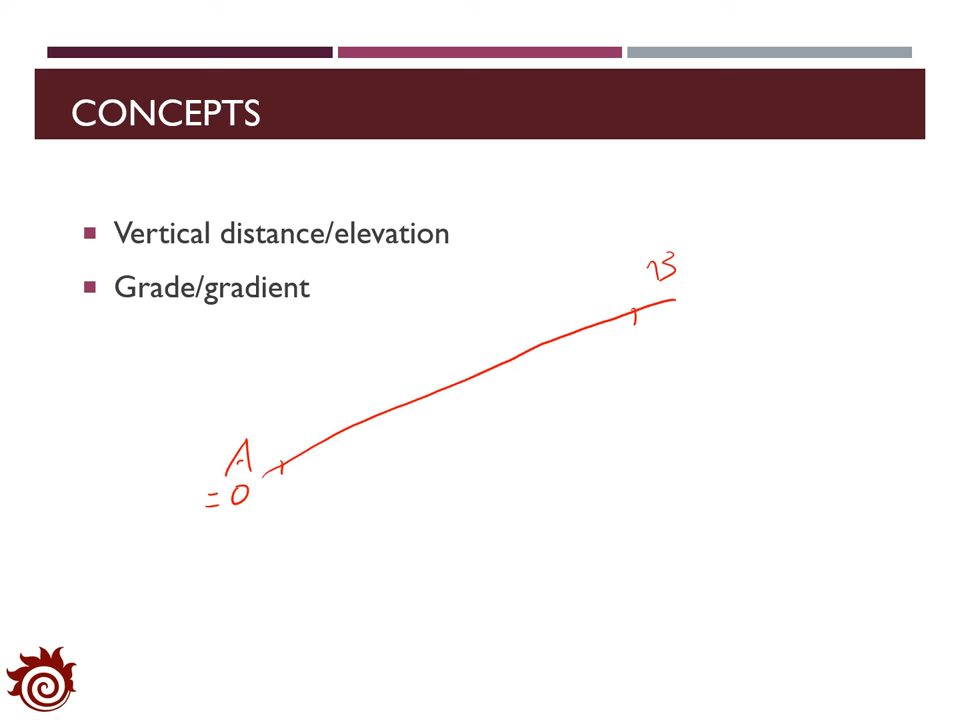 CONCEPTS
Vertical distance/elevation
Grade/gradient
B
A
=0